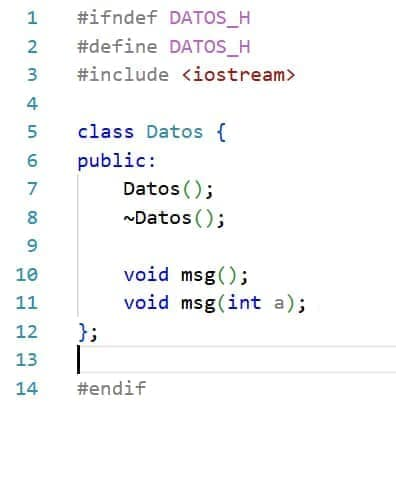 1 #ifndef DATOS_H
2 #define DATOS_H
3 #include <iostream>
4
5 class Datos {
6 public:
7     Datos();
8     ~Datos();
9
10     void msg();
11     void msg(int a);
12 };
13
14 #endif